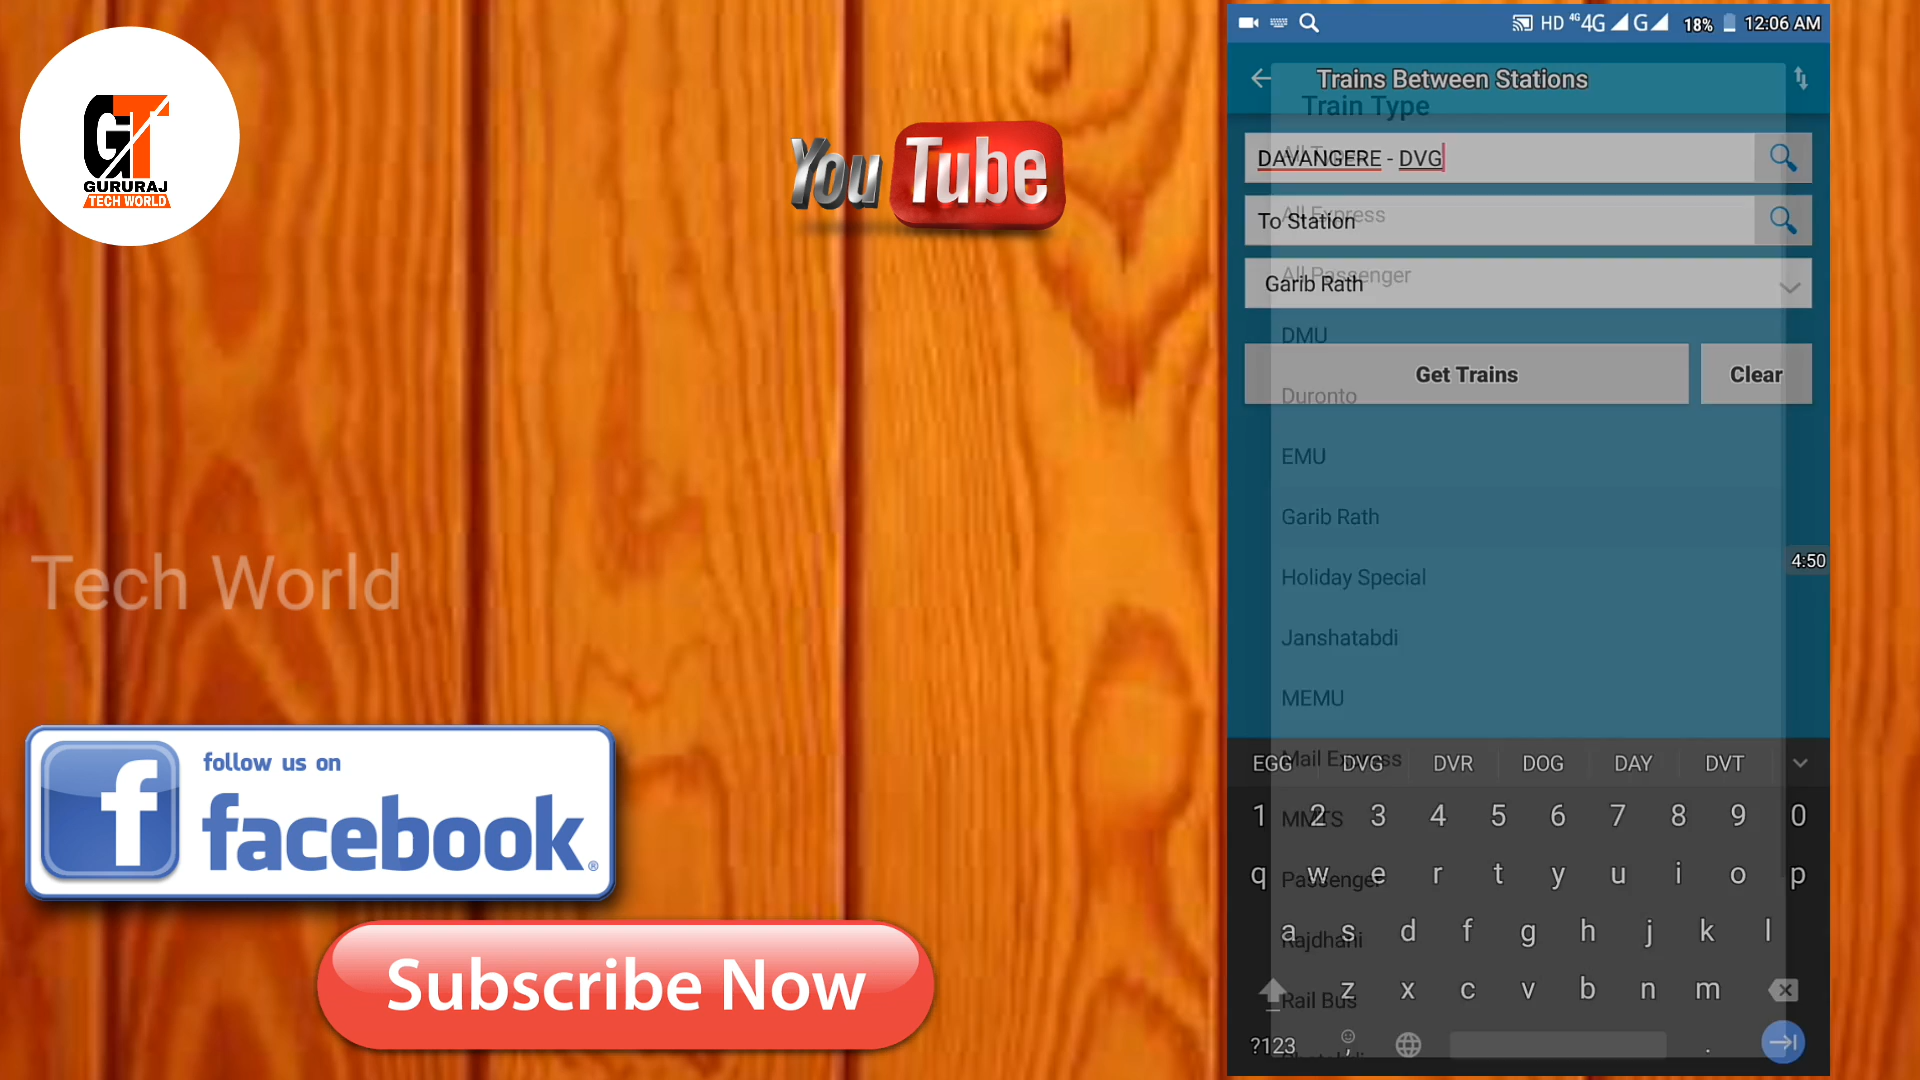 GT
GURURAJ
TECH WORLD
You Tube
Tech World
follow us on
facebook®
Subscribe Now
HD 4G 4G G 18% 12:06 AM
Trains Between Stations
Train Type
DAVANGERE - DVG
To Station
All Express
All Passenger
Garib Rath
DMU
Get Trains
Clear
Duronto
EMU
Garib Rath
Holiday Special
4:50
Janshatabdi
MEMU
Mail Express
EGG DVG DVR DOG DAY DVT
1 2 3 4 5 6 7 8 9 0
MMTS
q w e r t y u i o p
Passenger
a s d f g h j k l
Rajdhani
z x c v b n m
Rail Bus
?123 , .